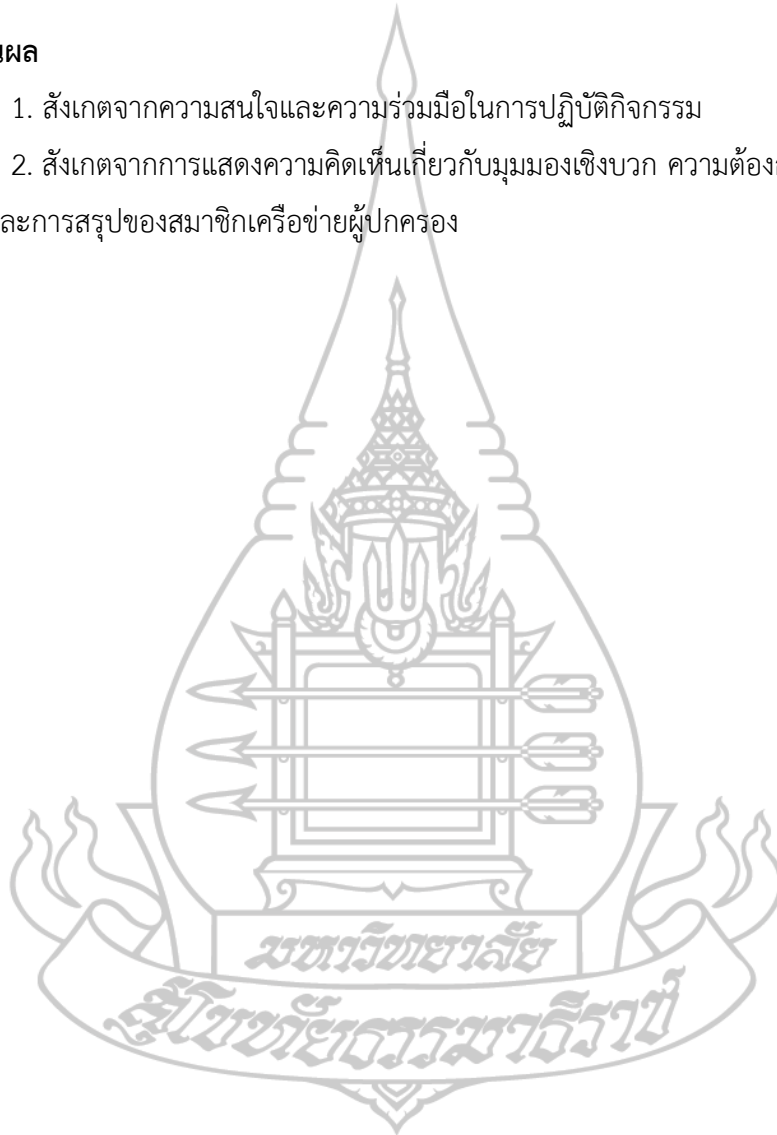 นผล
1. สังเกตจากความสนใจและความร่วมมือในการปฏิบัติกิจกรรม
2. สังเกตจากการแสดงความคิดเห็นเกี่ยวกับมุมมองเชิงบวก ความต้อง
ละการสรุปของสมาชิกเครือข่ายผู้ปกครอง
มหาวิทยาลัย
สุโขทัยธรรมาธิราช